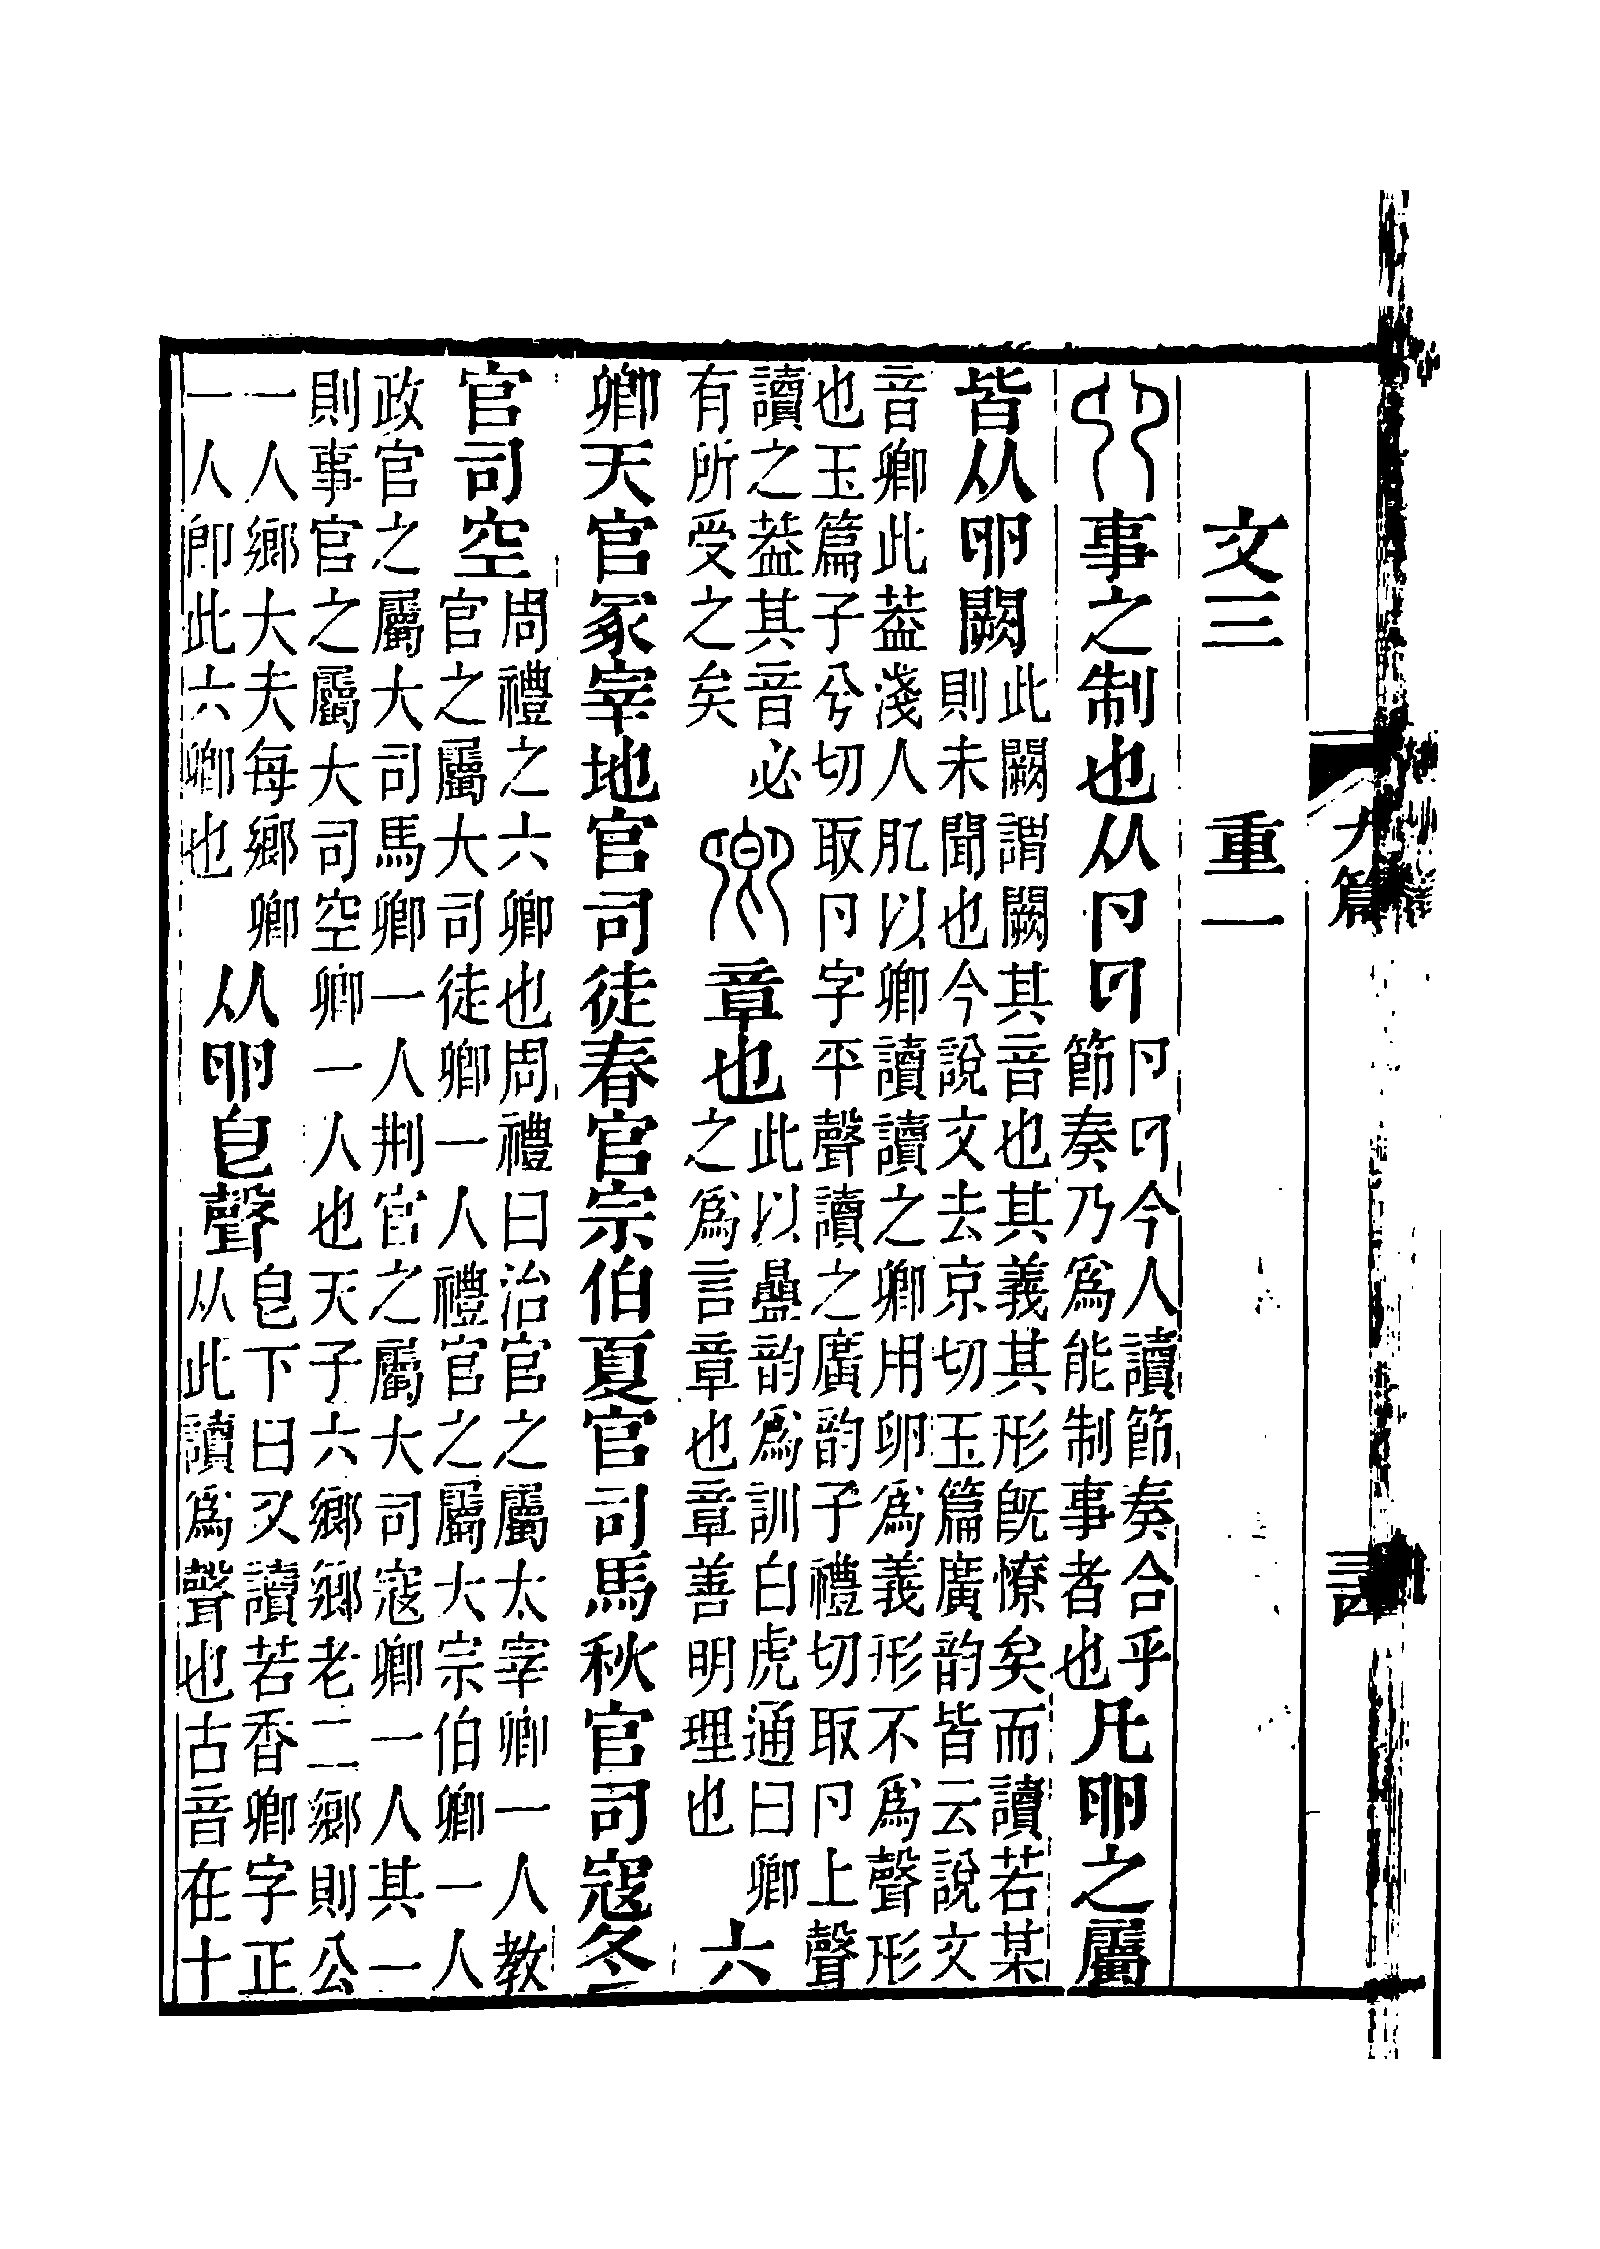 九篇
文三　重一
𠨍事之制也从卪𠨎
卪𠨎今人讀節奏合乎
節奏乃爲能制事者也
凡𠨍之屬
皆从𠨍闕
此闕謂闕其音也其義其形旣憭矣而讀若某
則未聞也今說文去京切玉篇廣韵皆云說文
音卿此葢淺人肊以卿讀讀之卿用卵爲義形不爲聲形
也玉篇子兮切取卪字平聲讀之廣韵子禮切取卪上聲
讀之葢其音必
有所受之矣
卿章也
此以曡韵爲訓白虎通曰卿
之爲言章也章善明理也
六
卿天官冢宰地官司徒春官宗伯夏官司馬秋官司寇冬
官司空
周禮之六卿也周禮曰治官之屬太宰卿一人教
官之屬大司徒卿一人禮官之屬大宗伯卿一人
政官之屬大司馬卿一人荆官之屬大司寇卿一人其一
則事官之屬大司空卿一人也天子六鄉鄉老二鄉則公
一人鄉大夫每鄉卿
一人卽此六卿也
从𠨍皀聲
皀下曰又讀若香卿字正
从此讀爲聲也古音在十